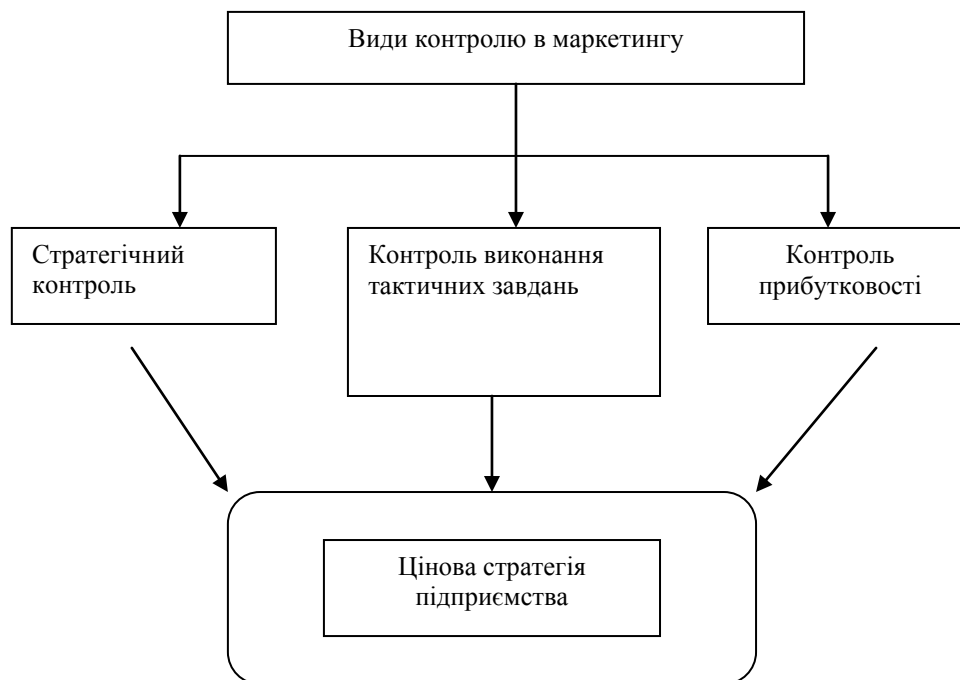 Види контролю в маркетингу
Стратегічний
контроль
Контроль виконання
тактичних завдань
Контроль
прибутковості
Цінова стратегія
підприємства